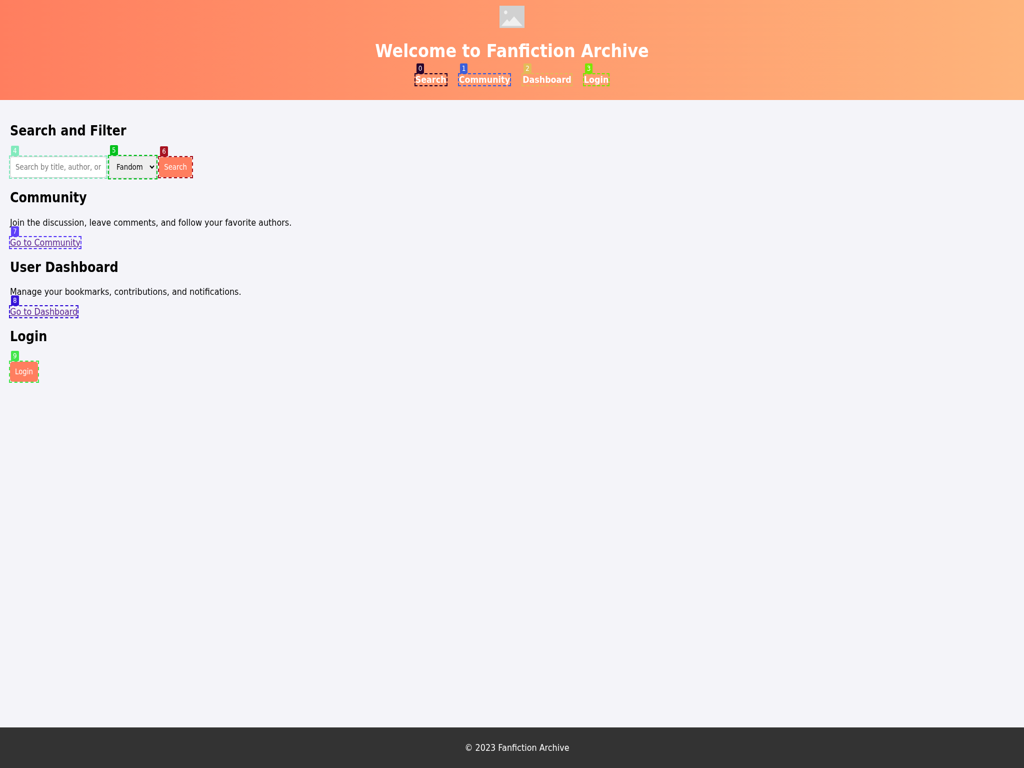 Welcome to Fanfiction Archive
0 1 2 3
Search Community Dashboard Login
Search and Filter
4 5 6
Search by title, author, or Fandom Search
Community
Join the discussion, leave comments, and follow your favorite authors.
7
Go to Community
User Dashboard
Manage your bookmarks, contributions, and notifications.
8
Go to Dashboard
Login
9
Login
© 2023 Fanfiction Archive